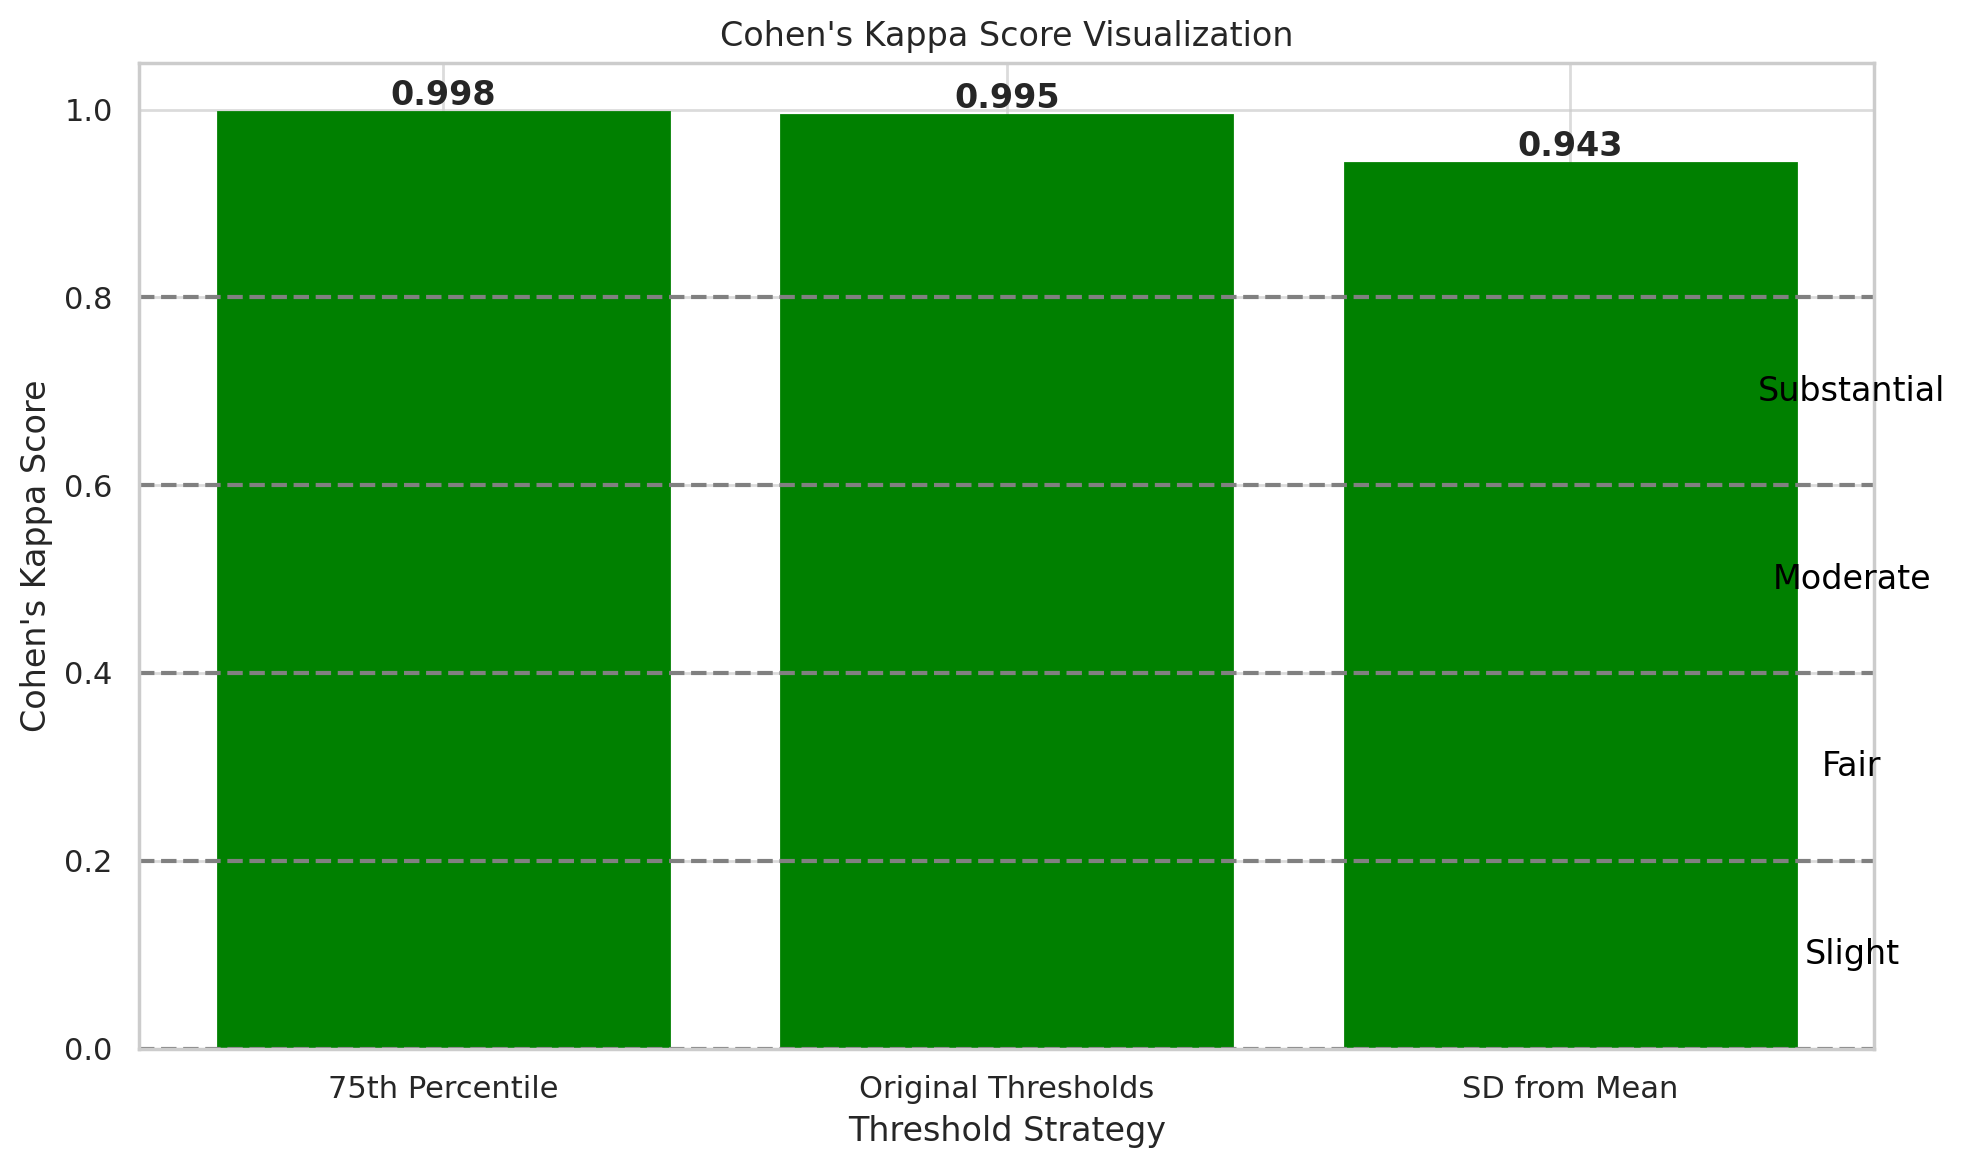 Cohen's Kappa Score Visualization
0.998
0.995
0.943
1.0
0.8
0.6
0.4
0.2
0.0
Cohen's Kappa Score
Substantial
Moderate
Fair
Slight
75th Percentile
Original Thresholds
SD from Mean
Threshold Strategy